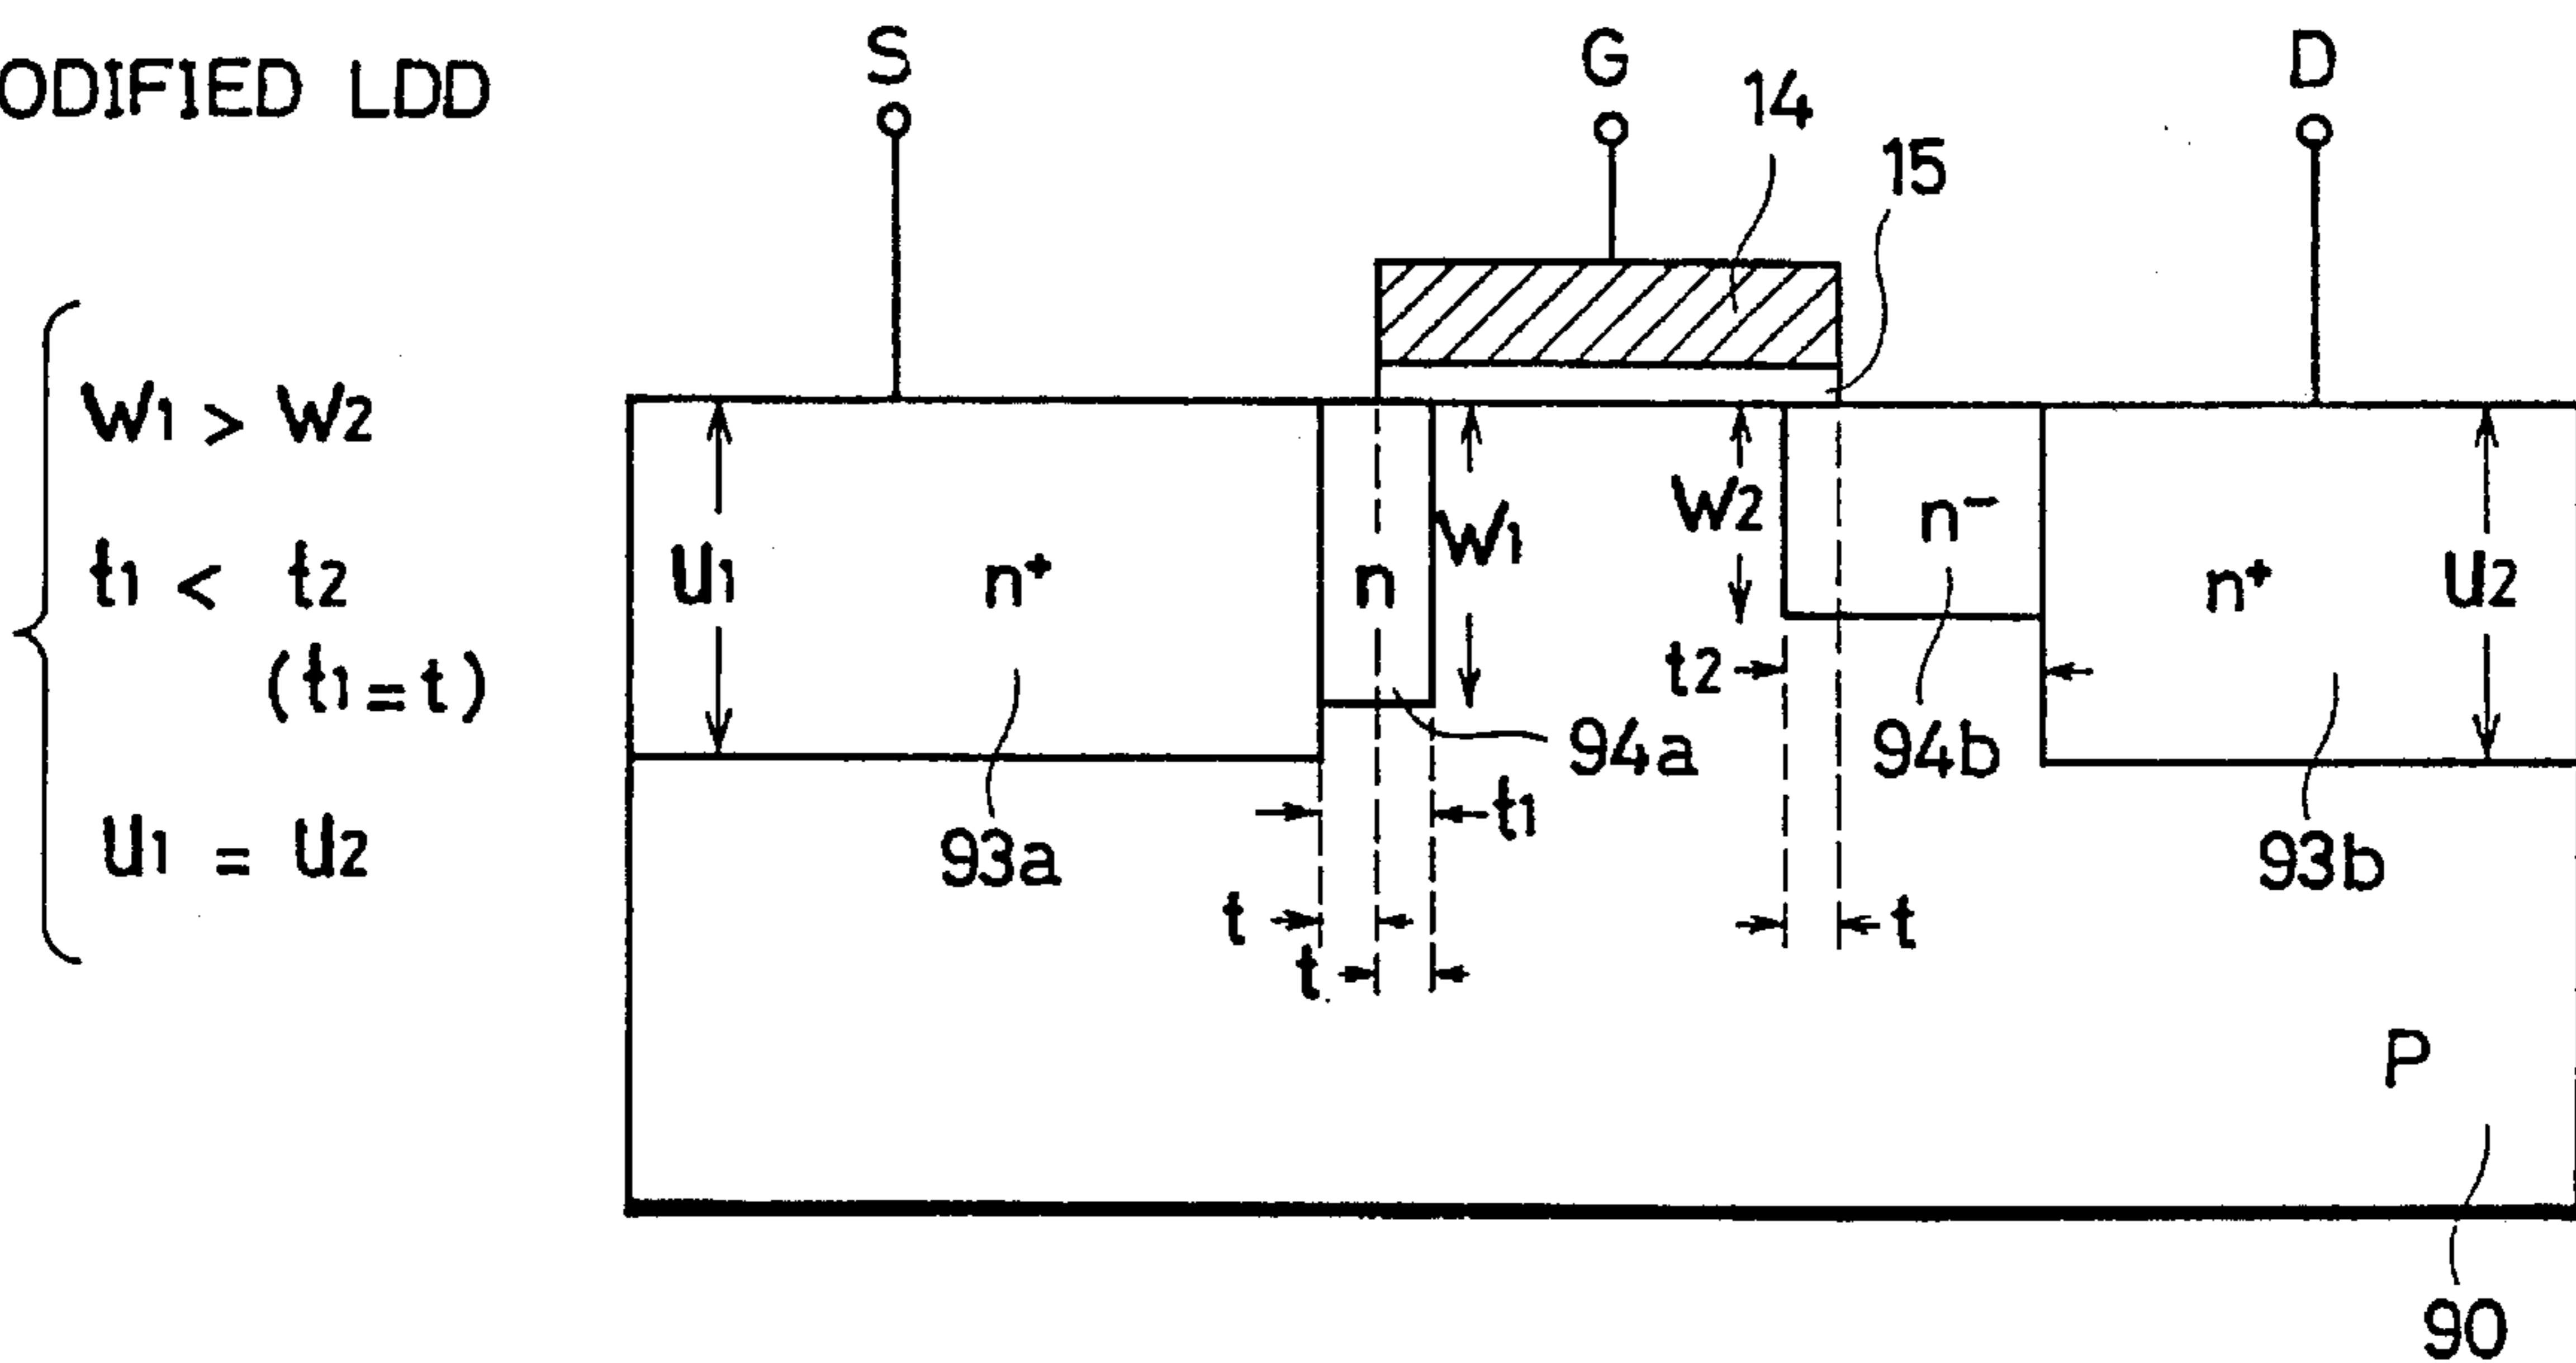 ODIFIED LDD
S
G
D
14
15
W1 > W2
t1 < t2
(t1 = t)
U1 = U2
U1
n+
n
W1
W2
n-
n+
U2
t2
94a
94b
t1
93a
93b
t
t
t
P
90